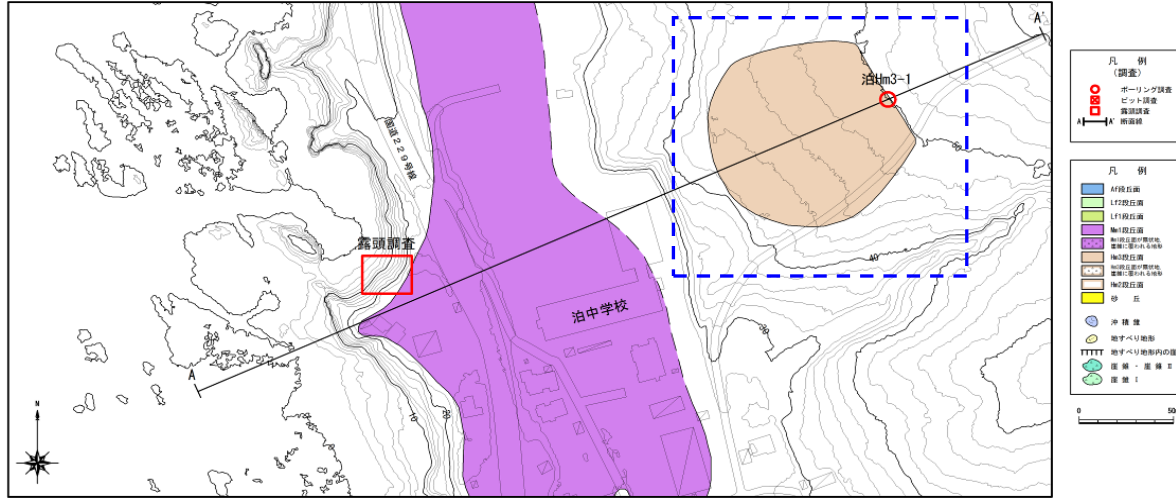 A'
泊Hm3-1
国道229号線
露頭調査
40
泊中学校
30
A
10
20
N
凡 例
(調査)
ボーリング調査
ピット調査
露頭調査
A A' 断面線
凡 例
Af段丘面
Lf2段丘面
Lf1段丘面
Mm1段丘面
Hm3段丘面
Hm2段丘面
砂 丘
沖 積 錐
地すべり地形
崖 錐 ・ 崖 錐 Ⅱ
崖 錐 Ⅰ
0